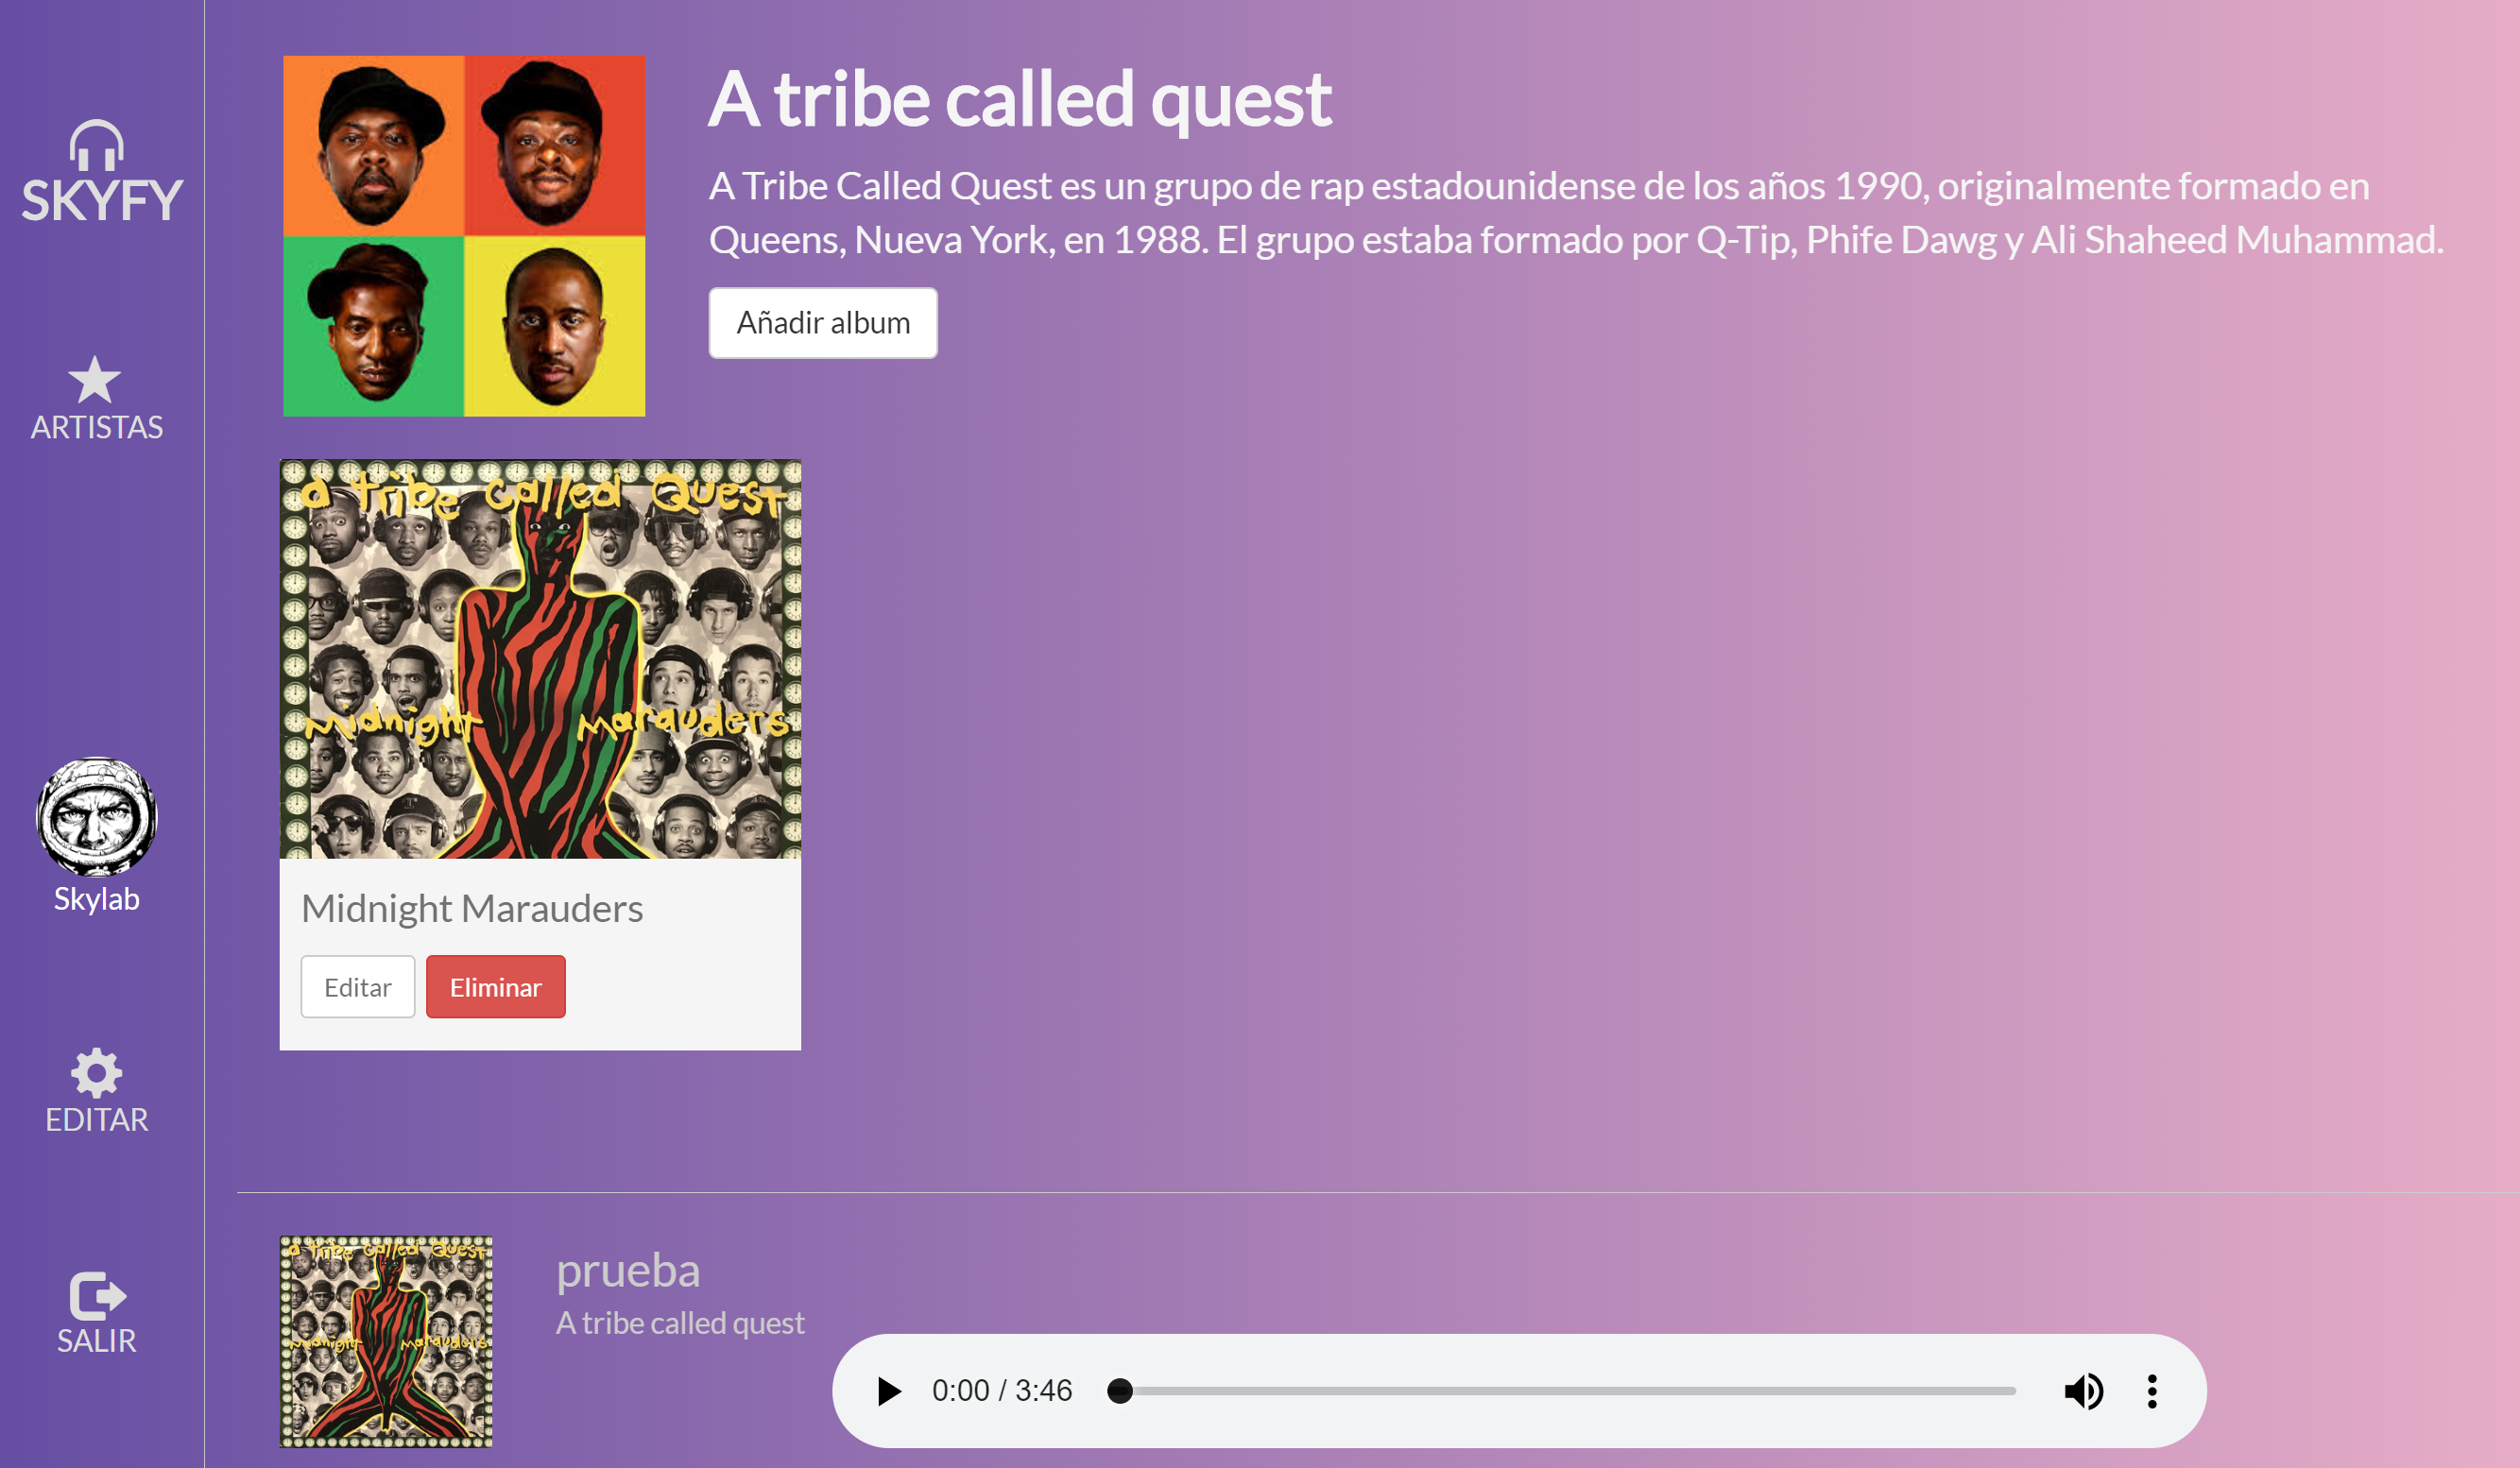 SKYFY
ARTISTAS
Skylab
EDITAR
SALIR
A tribe called quest
A Tribe Called Quest es un grupo de rap estadounidense de los años 1990, originalmente formado en
Queens, Nueva York, en 1988. El grupo estaba formado por Q-Tip, Phife Dawg y Ali Shaheed Muhammad.
Añadir album
a tribe called Quest
Midnight Marauders
Midnight Marauders
Editar Eliminar
a tribe called Quest
Midnight Marauders
prueba
A tribe called quest
0:00 / 3:46